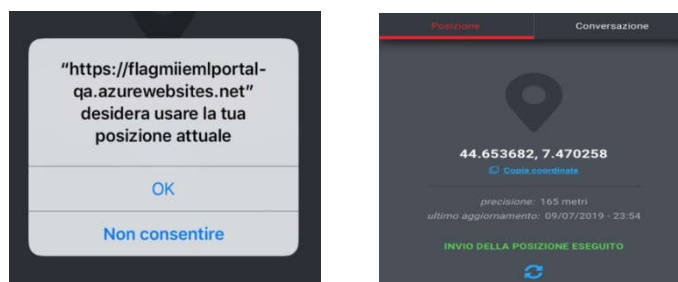 "https://flagmiiemlportal-
qa.azurewebsites.net"
desidera usare la tua
posizione attuale
OK
Non consentire
Posizione Conversazione
44.653682, 7.470258
Copia coordinate
precisione: 165 metri
ultimo aggiornamento: 09/07/2019 - 23:54
INVIO DELLA POSIZIONE ESEGUITO